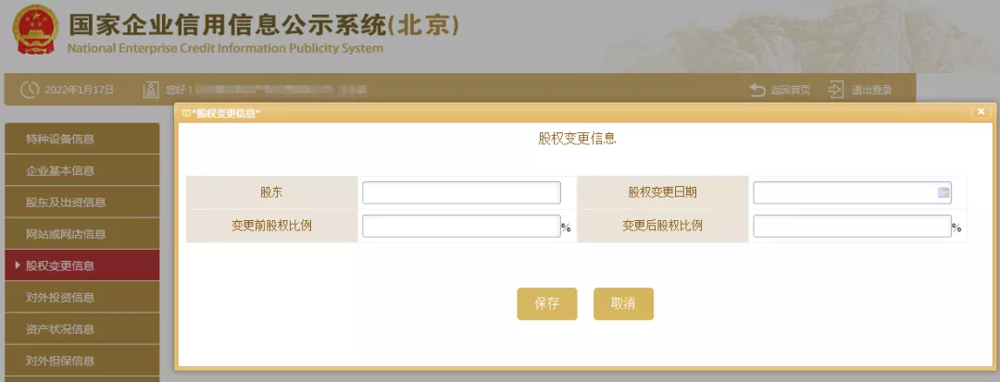 国家企业信用信息公示系统(北京)
National Enterprise Credit Information Publicity System
2022年1月17日
您好！
返回首页
退出登录
特种设备信息
企业基本信息
股东及出资信息
网站或网店信息
股权变更信息
对外投资信息
资产状况信息
对外担保信息
*股权变更信息*
股权变更信息
股东
股权变更日期
变更前股权比例 %
变更后股权比例 %
保存
取消